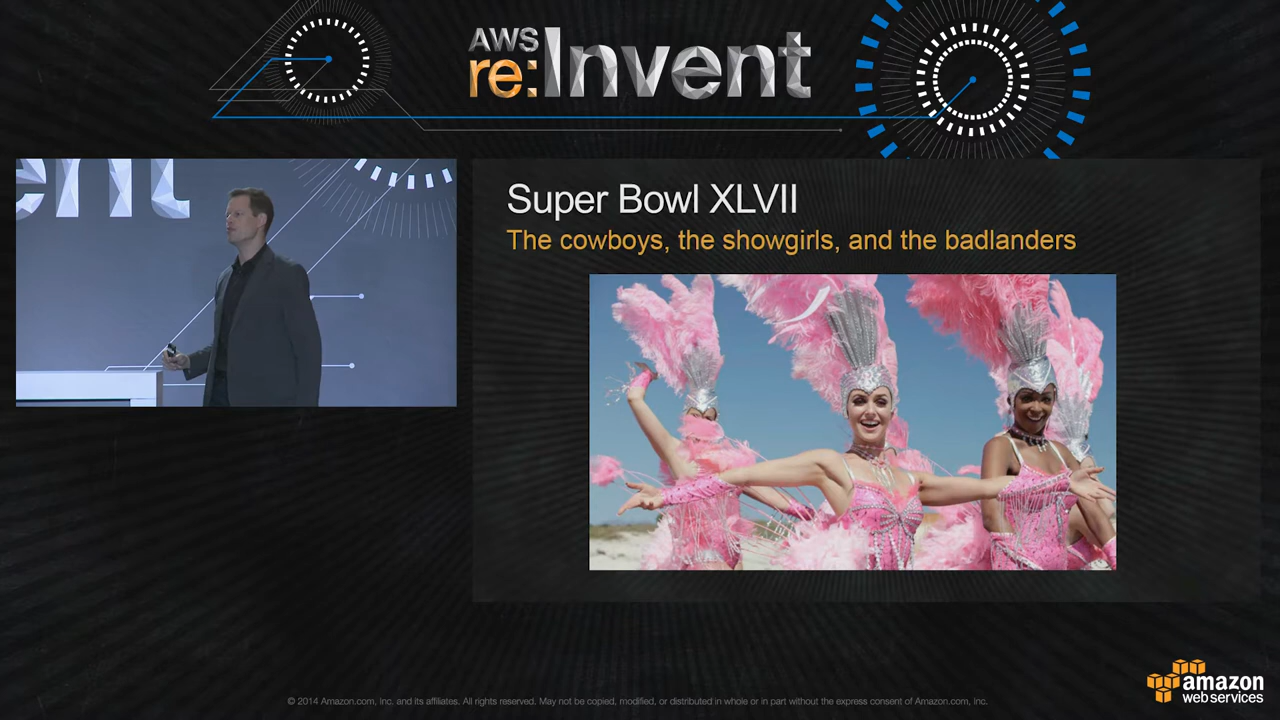 AWS
re:Invent
ent
Super Bowl XLVII
The cowboys, the showgirls, and the badlanders
© 2014 Amazon.com, Inc. and its affiliates. All rights reserved. May not be copied, modified, or distributed in whole or in part without the express consent of Amazon.com, Inc.
amazon
web services